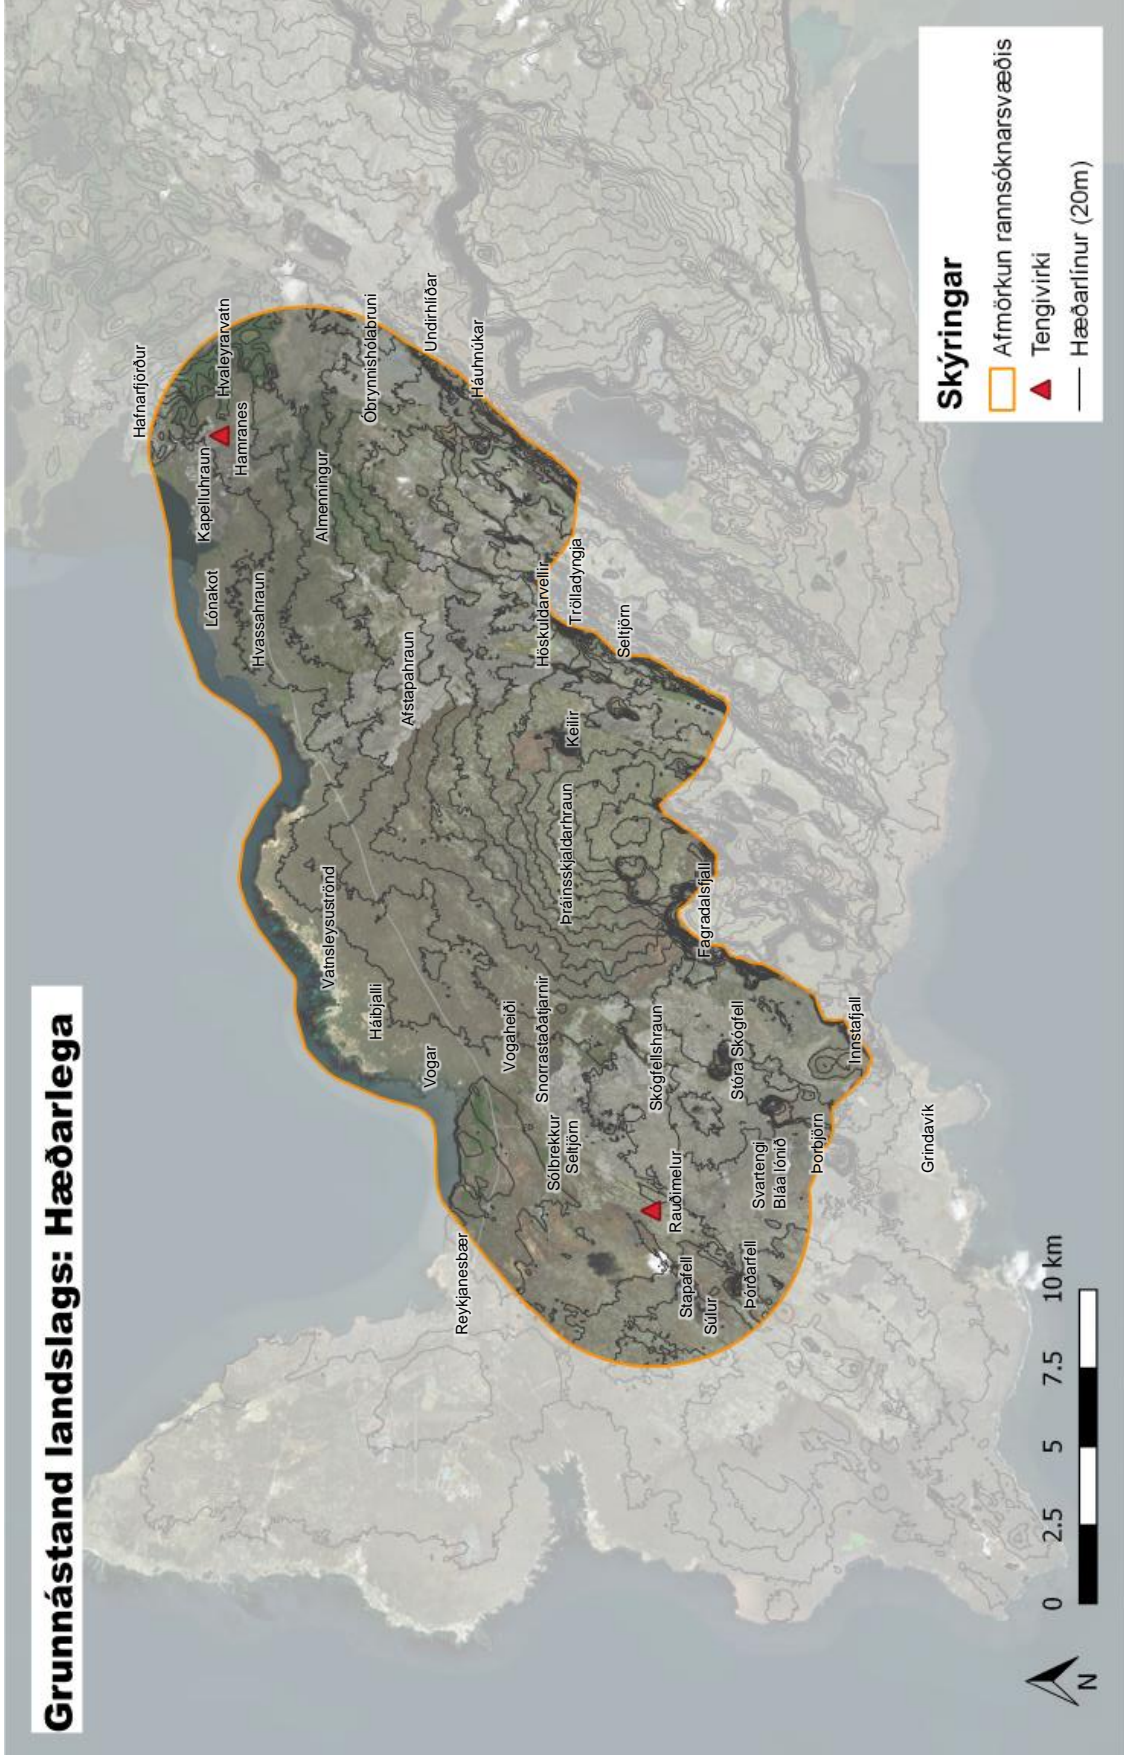 Grunnástand landslags: Hæðarlega
Hafnarfjörður
Hvaleyrarvatn
Kapelluhraun
Hamranes
Lónakot
Hvassahraun
Almenningur
Óbrynnishólabruni
Undirhlíðar
Háuhnúkar
Afstapahraun
Höskuldarvellir
Trölladyngja
Seltjörn
Keilir
Vatnsleysuströnd
Þráinsskjaldarhraun
Háibjalli
Vogar
Vogaheiði
Snorrastaðatjarnir
Fagradalsfjall
Reykjanesbær
Sólbrekkur
Seltjörn
Skógfellshraun
Stóra Skógfell
Innstafjall
Rauðimelur
Svartengi
Bláa lónið
Þorbjörn
Stapafell
Súlur
Þórðarfell
Grindavík
N
0 2.5 5 7.5 10 km
Skýringar
Afmörkun rannsóknarsvæðis
Tengivirki
Hæðarlínur (20m)